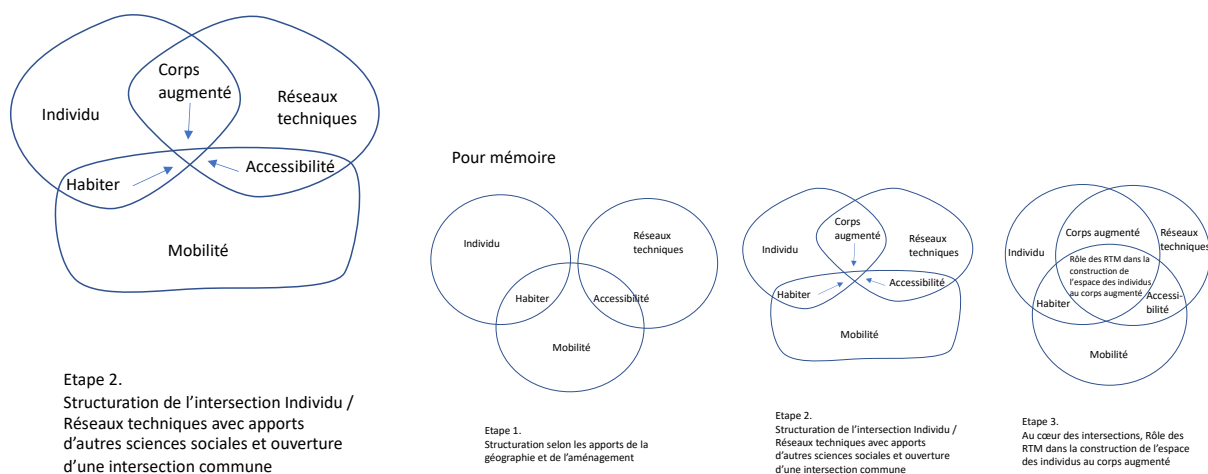 Corps
augmenté
Individu
Réseaux
techniques
Habiter
Accessibilité
Mobilité
Etape 2.
Structuration de l’intersection Individu /
Réseaux techniques avec apports
d’autres sciences sociales et ouverture
d’une intersection commune
Pour mémoire
Individu
Réseaux
techniques
Habiter
Accessibilité
Mobilité
Etape 1.
Structuration selon les apports de la
géographie et de l’aménagement
Corps
augmenté
Individu
Réseaux
techniques
Habiter
Accessibilité
Mobilité
Etape 2.
Structuration de l’intersection Individu /
Réseaux techniques avec apports
d’autres sciences sociales et ouverture
d’une intersection commune
Corps augmenté
Individu
Réseaux
techniques
Rôle des RTM dans la
construction de
l’espace des individus
au corps augmenté
Habiter
Accessi-
bilité
Mobilité
Etape 3.
Au cœur des intersections, Rôle des
RTM dans la construction de l’espace
des individus au corps augmenté